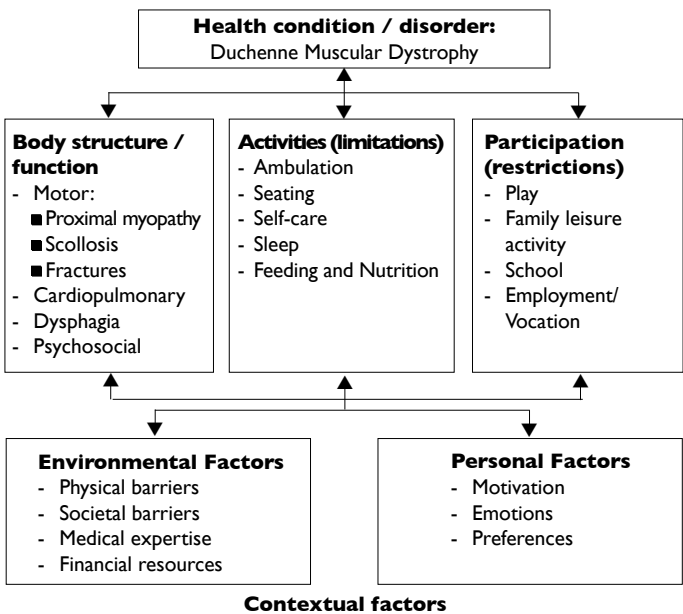 Health condition / disorder:
Duchenne Muscular Dystrophy
Body structure /
function
- Motor:
■ Proximal myopathy
■ Scollosis
■ Fractures
- Cardiopulmonary
- Dysphagia
- Psychosocial
Activities (limitations)
- Ambulation
- Seating
- Self-care
- Sleep
- Feeding and Nutrition
Participation
(restrictions)
- Play
- Family leisure
activity
- School
- Employment/
Vocation
Environmental Factors
- Physical barriers
- Societal barriers
- Medical expertise
- Financial resources
Personal Factors
- Motivation
- Emotions
- Preferences
Contextual factors